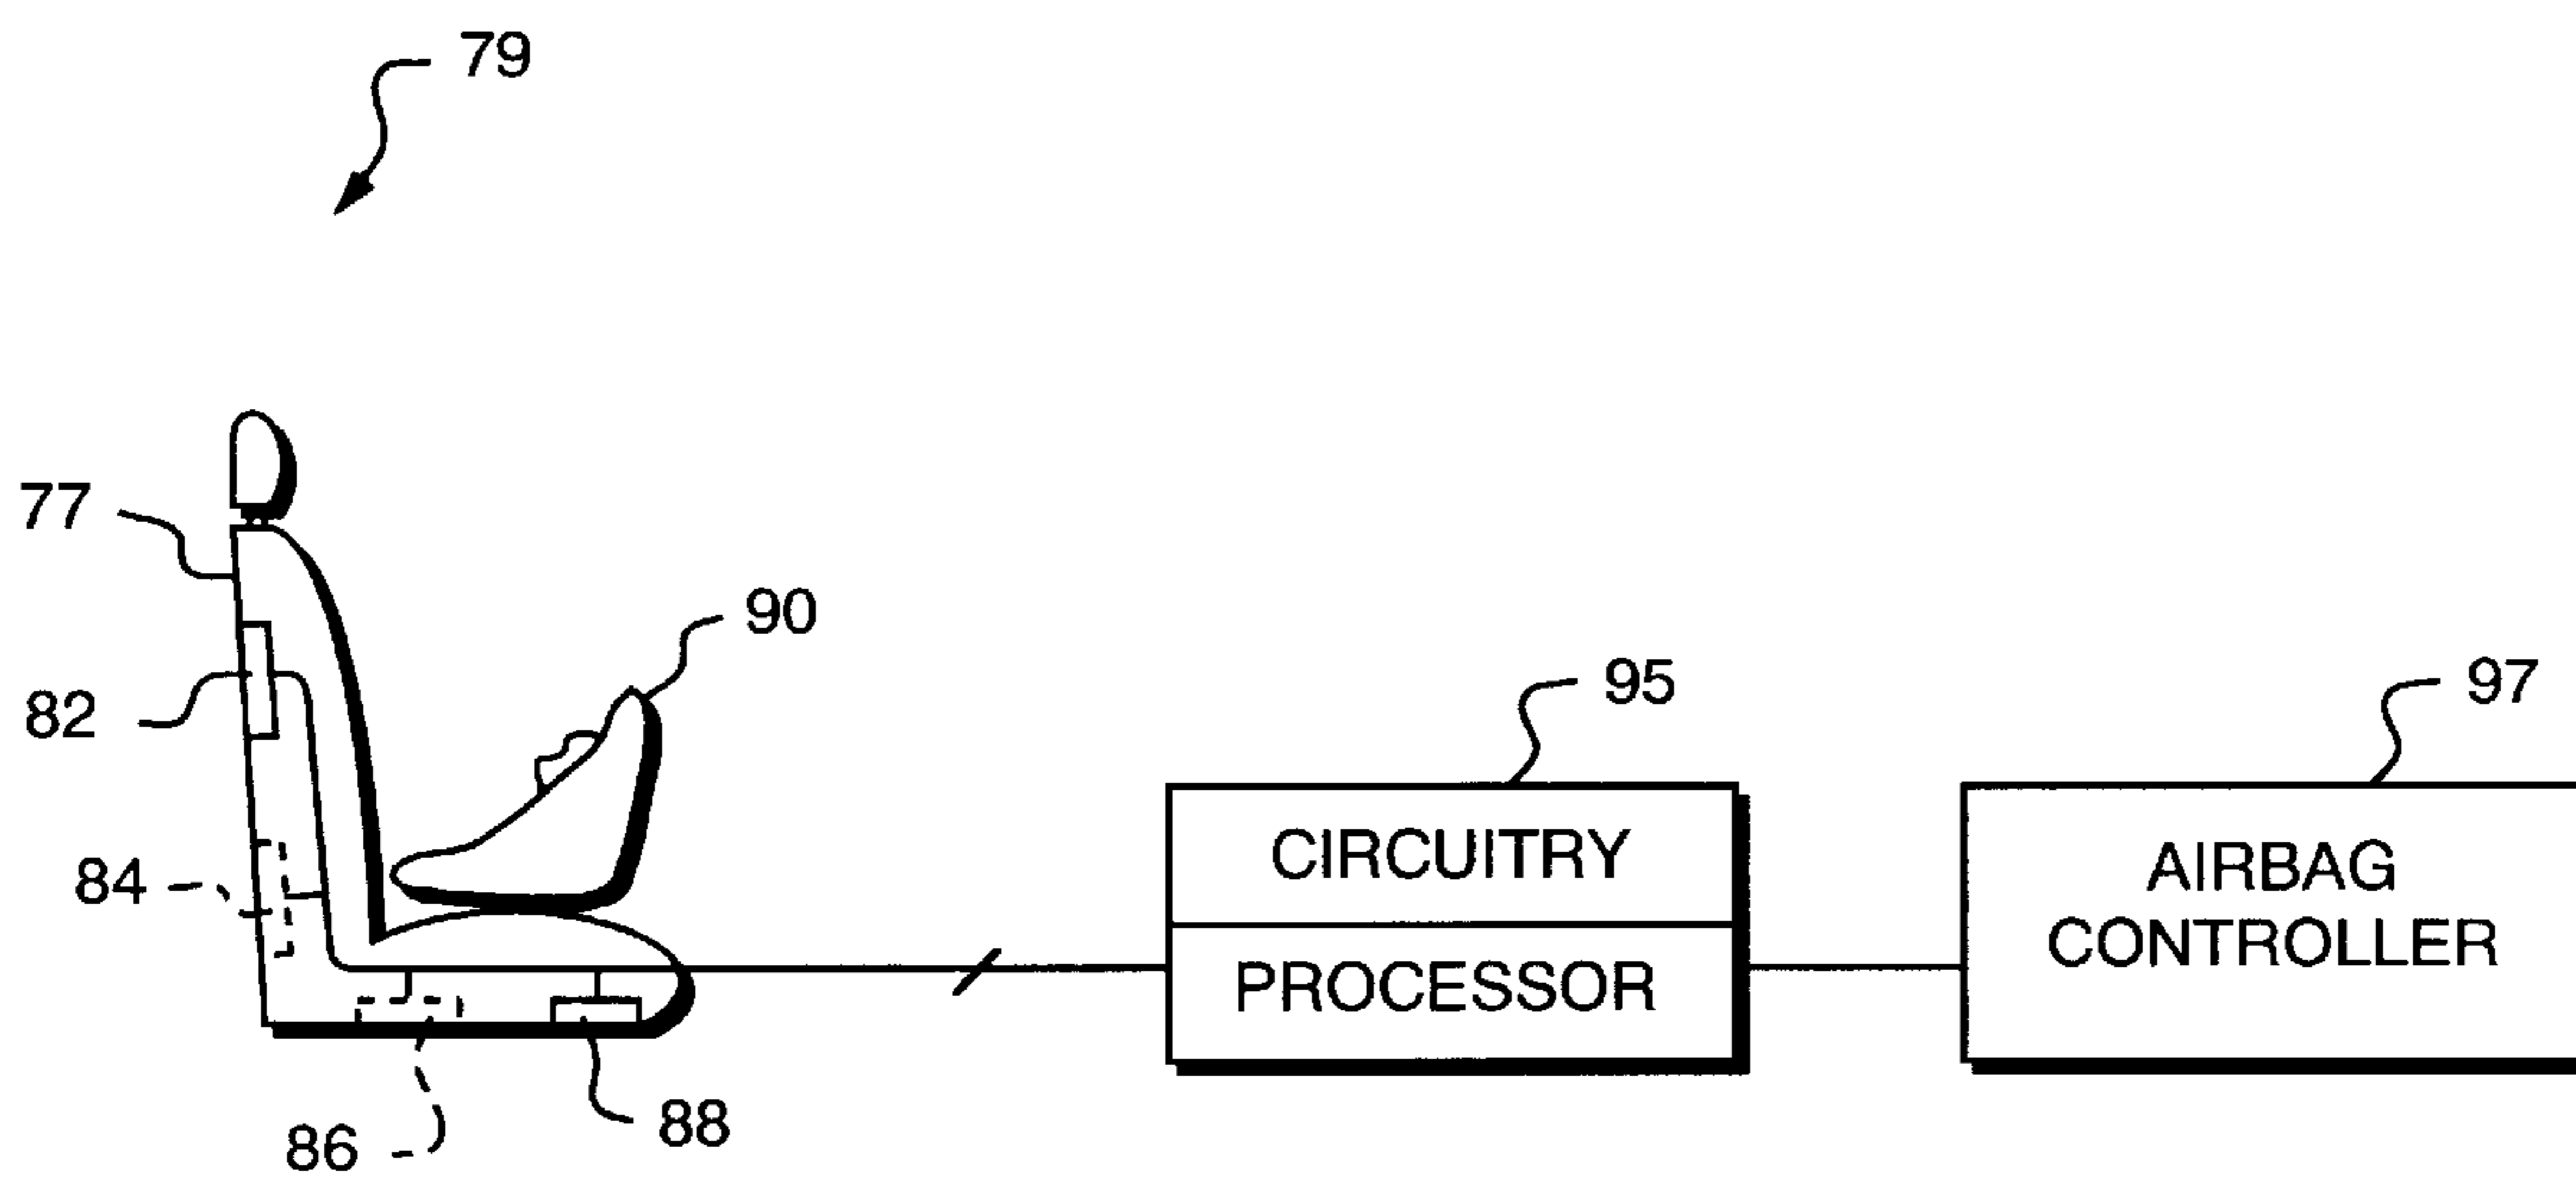 79
77
90
82
95
97
84
CIRCUITRY
PROCESSOR
AIRBAG
CONTROLLER
86
88